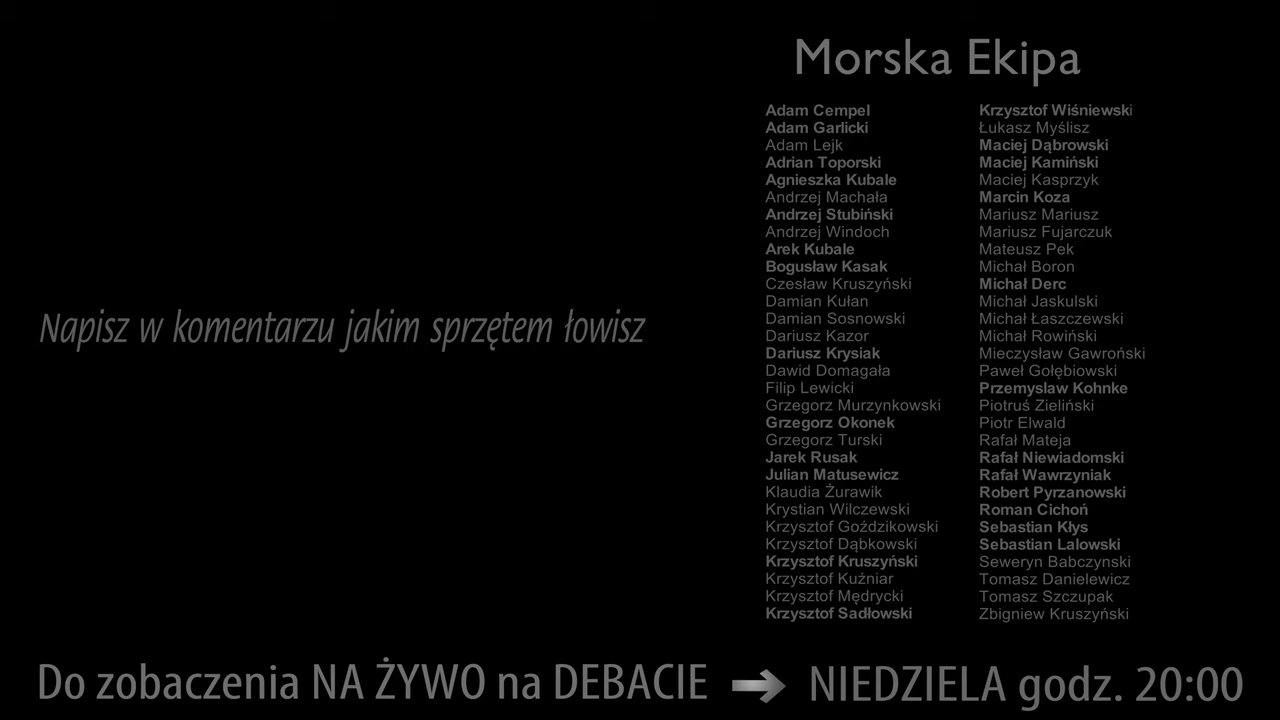 Morska Ekipa
Adam Cempel
Adam Garlicki
Adam Lejk
Adrian Toporski
Agnieszka Kubale
Andrzej Machała
Andrzej Stubiński
Andrzej Windoch
Arek Kubale
Bogusław Kasak
Czesław Kruszyński
Damian Kułan
Damian Sosnowski
Dariusz Kazor
Dariusz Krysiak
Dawid Domagała
Filip Lewicki
Grzegorz Murzynkowski
Grzegorz Okonek
Grzegorz Turski
Jarek Rusak
Julian Matusewicz
Klaudia Żurawik
Krystian Wilczewski
Krzysztof Goździkowski
Krzysztof Dąbkowski
Krzysztof Kruszyński
Krzysztof Kuźniar
Krzysztof Mędrycki
Krzysztof Sadłowski
Krzysztof Wiśniewski
Łukasz Myślisz
Maciej Dąbrowski
Maciej Kamiński
Maciej Kasprzyk
Marcin Koza
Mariusz Mariusz
Mariusz Fujarczuk
Mateusz Pek
Michał Boron
Michał Derc
Michał Jaskulski
Michał Łaszczewski
Michał Rowiński
Mieczysław Gawroński
Paweł Gołębiowski
Przemyslaw Kohnke
Piotruś Zieliński
Piotr Elwald
Rafał Mateja
Rafał Niewiadomski
Rafał Wawrzyniak
Robert Pyrzanowski
Roman Cichoń
Sebastian Kłys
Sebastian Lalowski
Seweryn Babczynski
Tomasz Danielewicz
Tomasz Szczupak
Zbigniew Kruszyński
Napisz w komentarzu jakim sprzętem łowisz
Do zobaczenia NA ŻYWO na DEBACIE → NIEDZIELA godz. 20:00